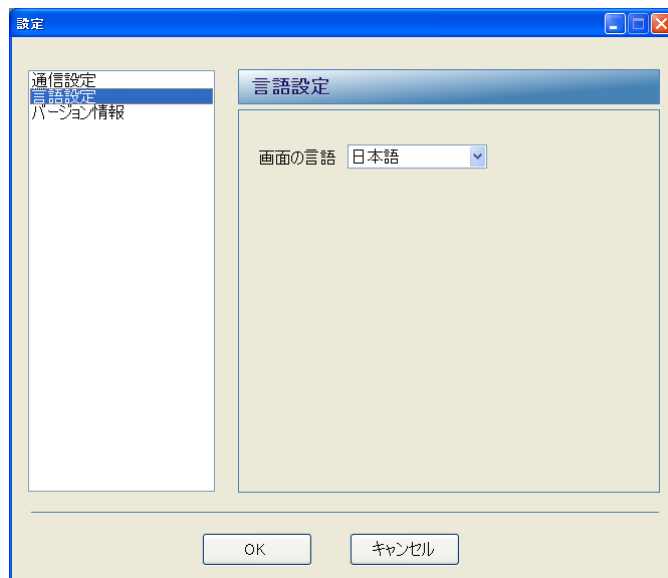 設定
通信設定
言語設定
バージョン情報
言語設定
画面の言語 日本語
OK キャンセル